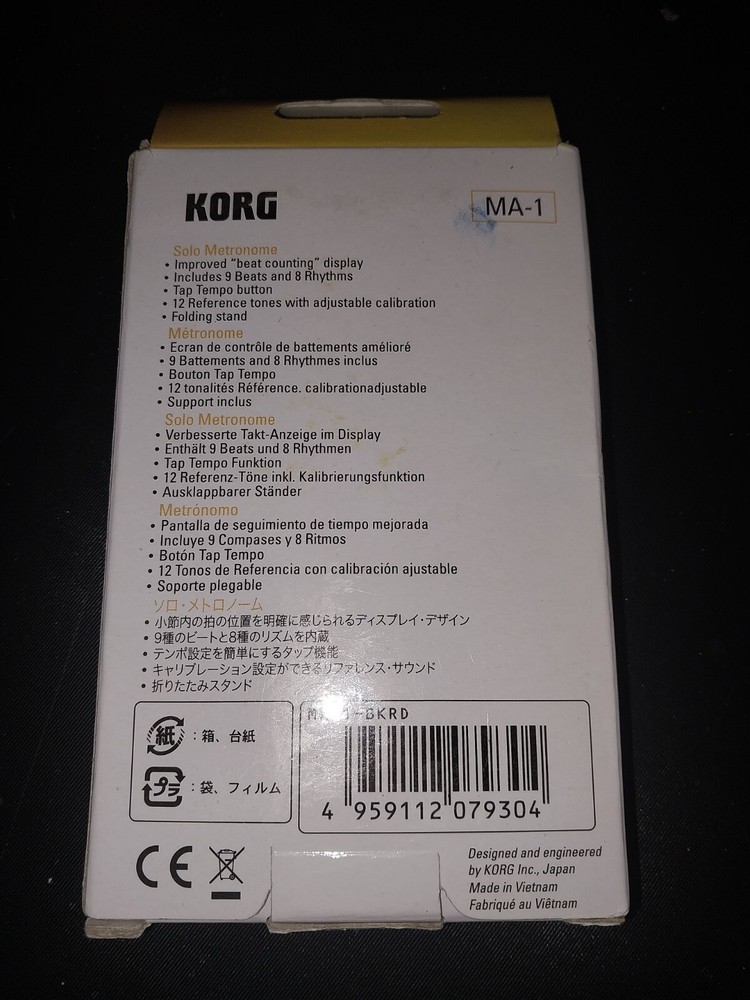 KORG
MA-1
Solo Metronome
• Improved "beat counting" display
• Includes 9 Beats and 8 Rhythms
• Tap Tempo button
• 12 Reference tones with adjustable calibration
• Folding stand
Métronome
• Ecran de contrôle de battements amélioré
• 9 Battements and 8 Rhythmes inclus
• Bouton Tap Tempo
• 12 tonalités Référence. calibrationadjustable
• Support inclus
Solo Metronome
• Verbesserte Takt-Anzeige im Display
• Enthält 9 Beats und 8 Rhythmen
• Tap Tempo Funktion
• 12 Referenz-Töne inkl. Kalibrierungsfunktion
• Ausklappbarer Ständer
Metrónomo
• Pantalla de seguimiento de tiempo mejorada
• Incluye 9 Compases y 8 Ritmos
• Botón Tap Tempo
• 12 Tonos de Referencia con calibración ajustable
• Soporte plegable
ソロ・メトロノーム
• 小節内の拍の位置を明確に感じられるディスプレイ・デザイン
• 9種のビートと8種のリズムを内蔵
• テンポ設定を簡単にするタップ機能
• キャリブレーション設定ができるリファレンス・サウンド
• 折りたたみスタンド
紙：箱、台紙
プラ：袋、フィルム
MA-1-BKRD
4 959112 079304
CE
Designed and engineered
by KORG Inc., Japan
Made in Vietnam
Fabriqué au Viêtnam